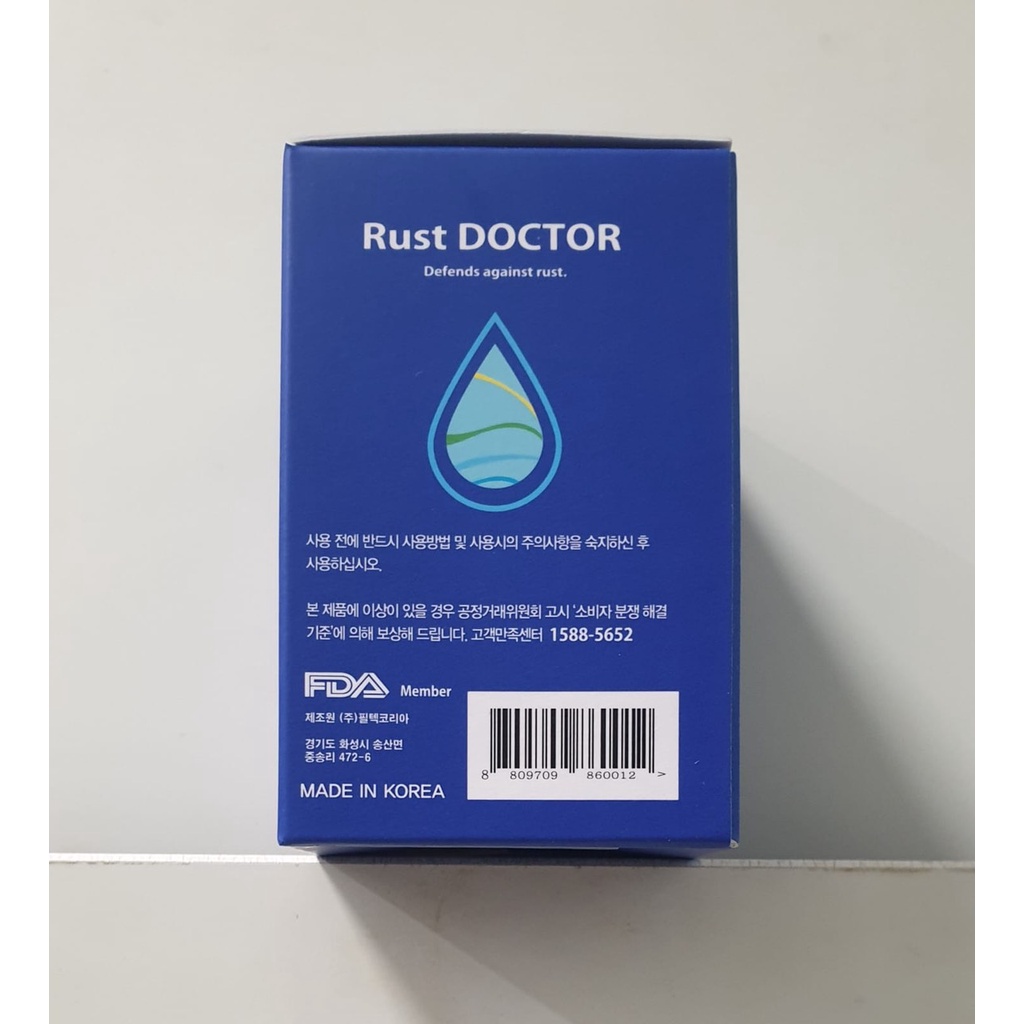 Rust DOCTOR
Defends against rust.
사용 전에 반드시 사용방법 및 사용시의 주의사항을 숙지하신 후
사용하십시오.
본 제품에 이상이 있을 경우 공정거래위원회 고시 '소비자 분쟁 해결
기준'에 의해 보상해 드립니다. 고객만족센터 1588-5652
FDA Member
제조원 (주)필텍코리아
경기도 화성시 송산면
중송리 472-6
MADE IN KOREA
8 809709 860012 >